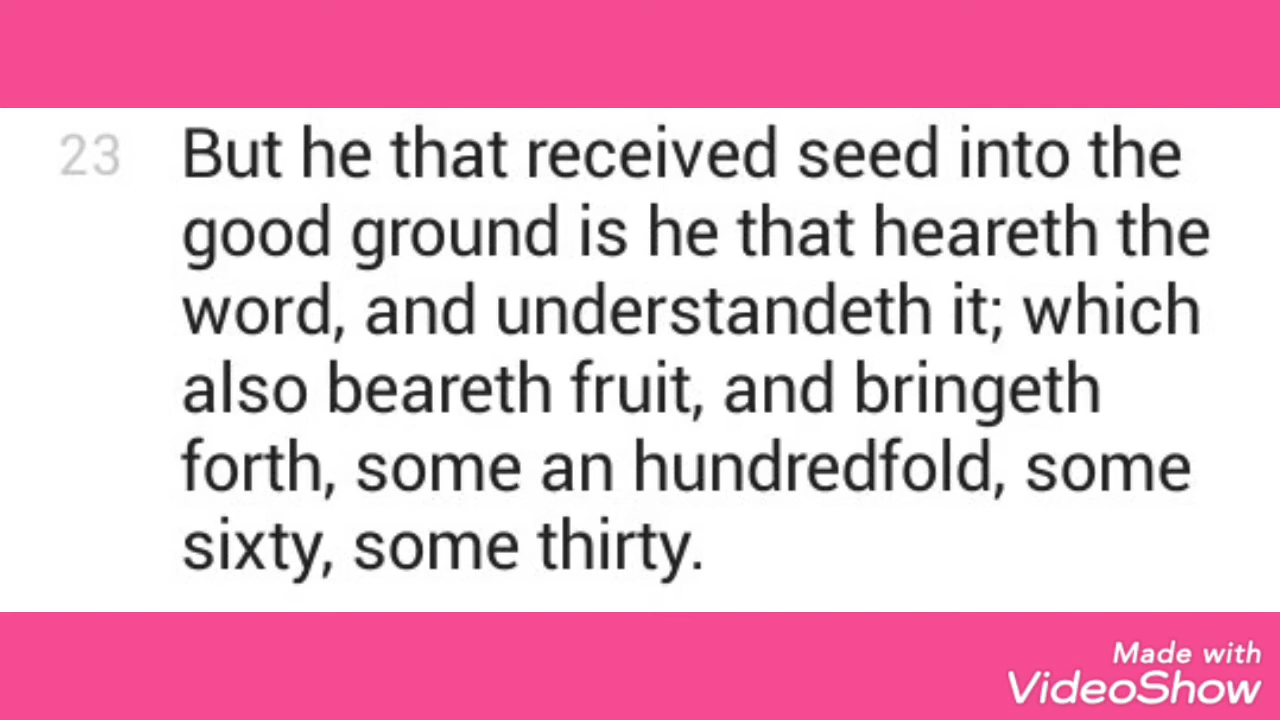 23 But he that received seed into the
good ground is he that heareth the
word, and understandeth it; which
also beareth fruit, and bringeth
forth, some an hundredfold, some
sixty, some thirty.
Made with
VideoShow